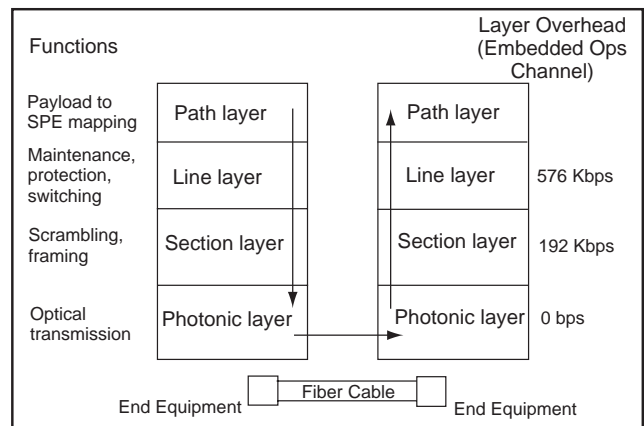 Functions
Layer Overhead
(Embedded Ops
Channel)
Payload to
SPE mapping
Path layer
Path layer
Maintenance,
protection,
switching
Line layer
Line layer
576 Kbps
Scrambling,
framing
Section layer
Section layer
192 Kbps
Optical
transmission
Photonic layer
Photonic layer
0 bps
Fiber Cable
End Equipment
End Equipment